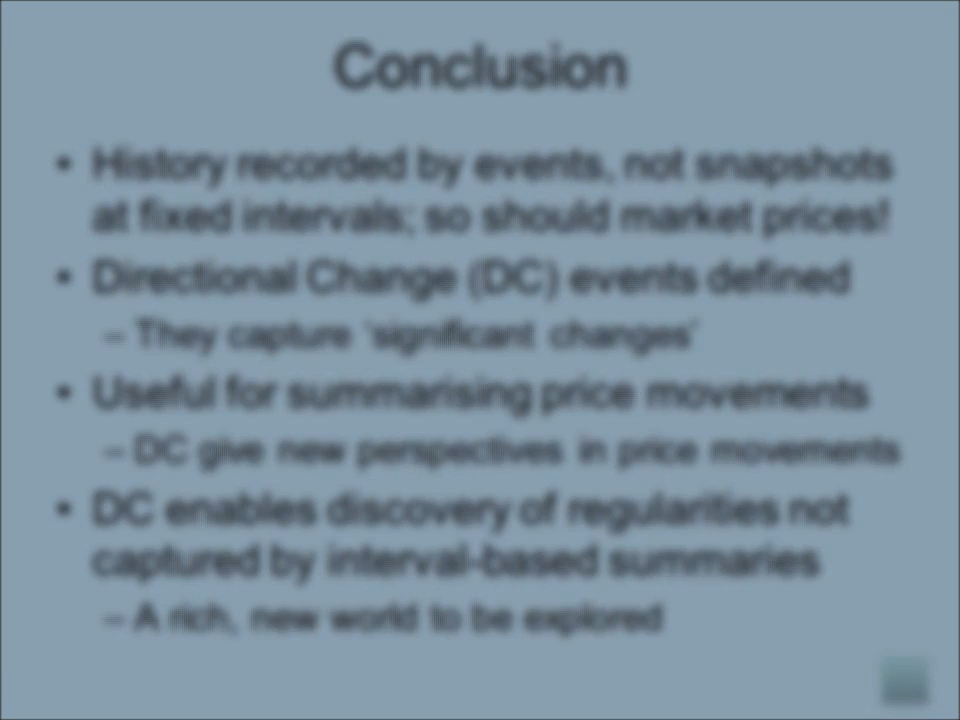 Conclusion
• History recorded by events, not snapshots
at fixed intervals; so should market prices!
• Directional Change (DC) events defined
– They capture ‘significant changes’
• Useful for summarising price movements
– DC give new perspectives in price movements
• DC enables discovery of regularities not
captured by interval-based summaries
– A rich, new world to be explored